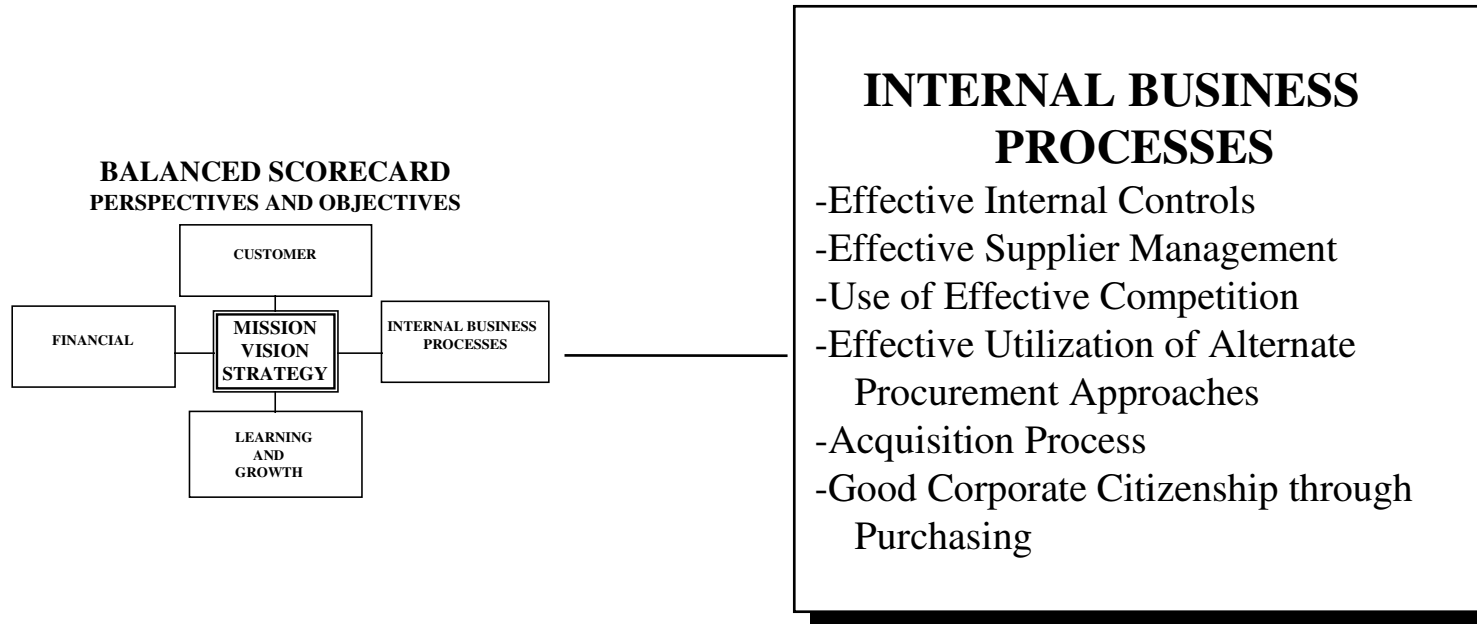 BALANCED SCORECARD
PERSPECTIVES AND OBJECTIVES
CUSTOMER
FINANCIAL
MISSION
VISION
STRATEGY
INTERNAL BUSINESS
PROCESSES
LEARNING
AND
GROWTH
INTERNAL BUSINESS
PROCESSES
-Effective Internal Controls
-Effective Supplier Management
-Use of Effective Competition
-Effective Utilization of Alternate
Procurement Approaches
-Acquisition Process
-Good Corporate Citizenship through
Purchasing